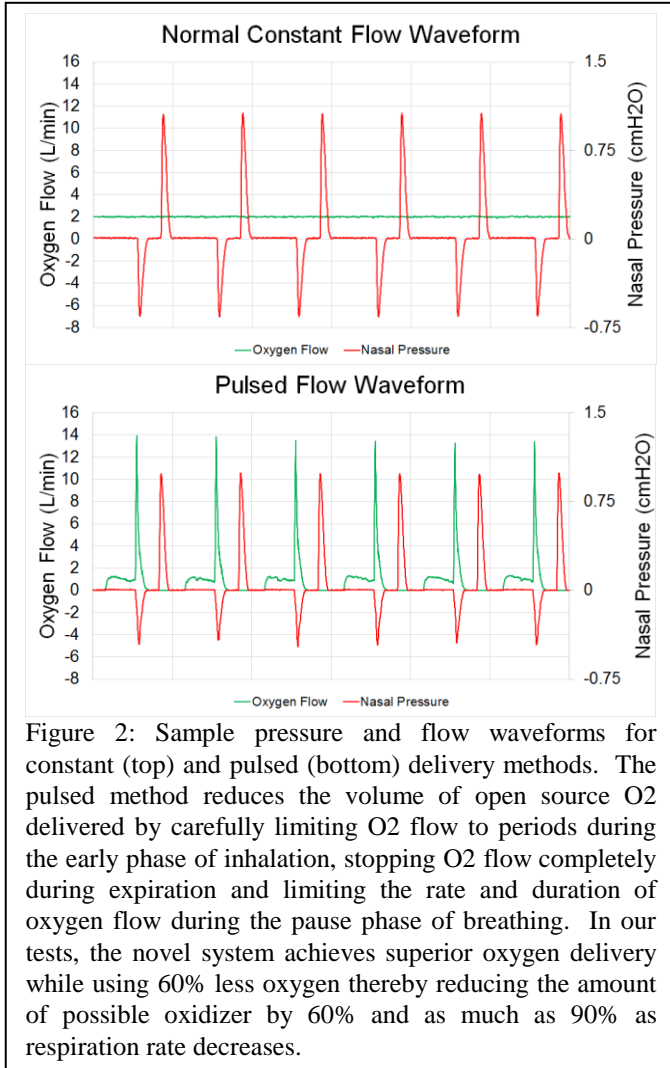 Normal Constant Flow Waveform
16
14
12
10
8
6
4
2
0
-2
-4
-6
-8
Oxygen Flow (L/min)
1.5
0.75
0
-0.75
Nasal Pressure (cmH2O)
Oxygen Flow Nasal Pressure
Pulsed Flow Waveform
16
14
12
10
8
6
4
2
0
-2
-4
-6
-8
Oxygen Flow (L/min)
1.5
0.75
0
-0.75
Nasal Pressure (cmH2O)
Oxygen Flow Nasal Pressure
Figure 2: Sample pressure and flow waveforms for
constant (top) and pulsed (bottom) delivery methods. The
pulsed method reduces the volume of open source O2
delivered by carefully limiting O2 flow to periods during
the early phase of inhalation, stopping O2 flow completely
during expiration and limiting the rate and duration of
oxygen flow during the pause phase of breathing. In our
tests, the novel system achieves superior oxygen delivery
while using 60% less oxygen thereby reducing the amount
of possible oxidizer by 60% and as much as 90% as
respiration rate decreases.